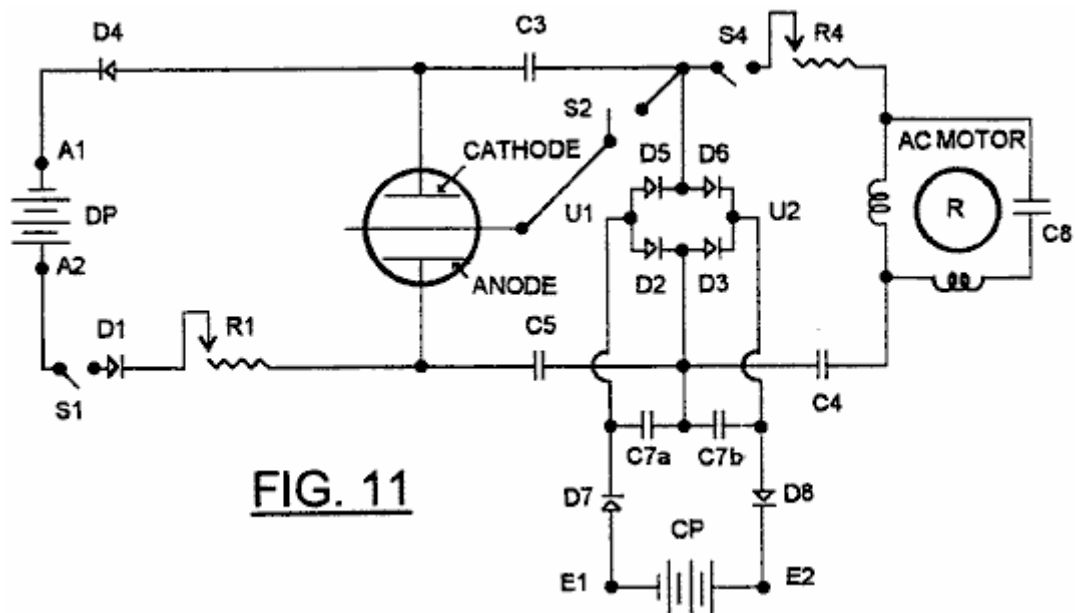 D4
C3
S4
R4
S2
A1
CATHODE
D5
D6
AC MOTOR
DP
U1
U2
R
C8
A2
ANODE
D2
D3
D1
R1
C5
S1
C4
C7a
C7b
FIG. 11
D7
D8
CP
E1
E2